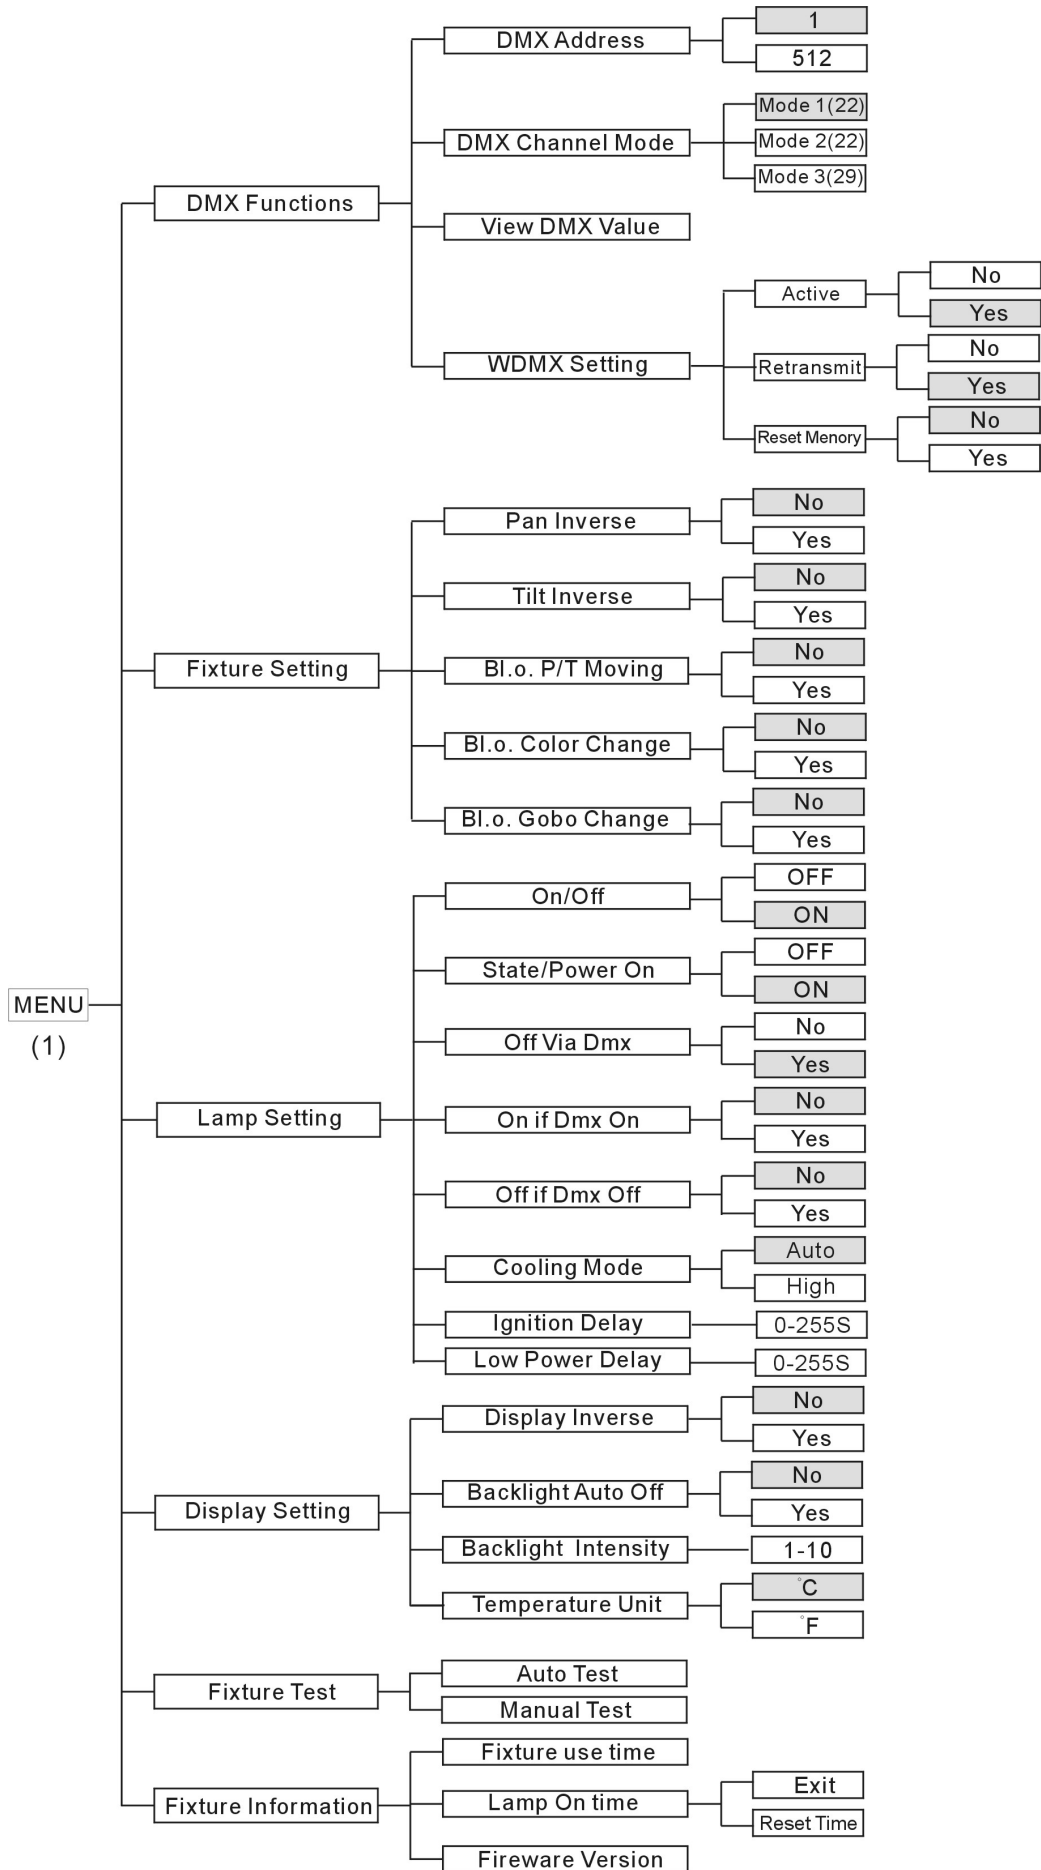 DMX Address
1
512
DMX Channel Mode
Mode 1(22)
Mode 2(22)
Mode 3(29)
DMX Functions
View DMX Value
WDMX Setting
Active
No
Yes
Retransmit
No
Yes
Reset Menory
No
Yes
Pan Inverse
No
Yes
Tilt Inverse
No
Yes
Fixture Setting
Bl.o. P/T Moving
No
Yes
Bl.o. Color Change
No
Yes
Bl.o. Gobo Change
No
Yes
MENU
(1)
On/Off
OFF
ON
State/Power On
OFF
ON
Off Via Dmx
No
Yes
Lamp Setting
On if Dmx On
No
Yes
Off if Dmx Off
No
Yes
Cooling Mode
Auto
High
Ignition Delay
0-255S
Low Power Delay
0-255S
Display Inverse
No
Yes
Display Setting
Backlight Auto Off
No
Yes
Backlight Intensity
1-10
Temperature Unit
°C
°F
Fixture Test
Auto Test
Manual Test
Fixture use time
Fixture Information
Lamp On time
Exit
Reset Time
Fireware Version